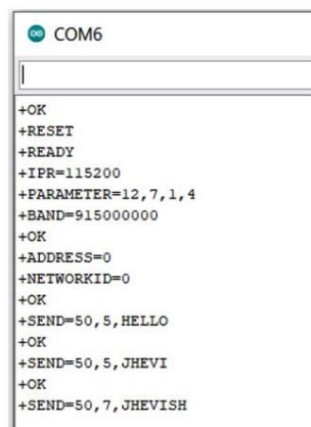 COM6
+OK
+RESET
+READY
+IPR=115200
+PARAMETER=12,7,1,4
+BAND=915000000
+OK
+ADDRESS=0
+NETWORKID=0
+OK
+SEND=50,5,HELLO
+OK
+SEND=50,5,JHEVI
+OK
+SEND=50,7,JHEVISH